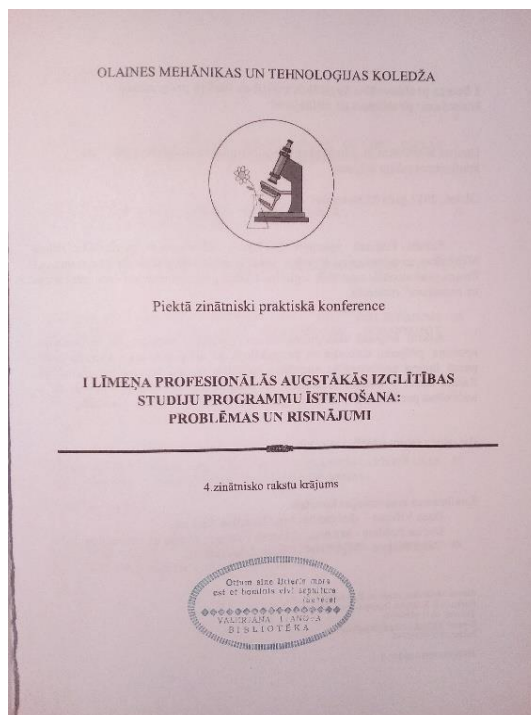 OLAINES MEHĀNIKAS UN TEHNOLOĢIJAS KOLEDŽA
Piektā zinātniski praktiskā konference
I LĪMEŅA PROFESIONĀLĀS AUGSTĀKĀS IZGLĪTĪBAS
STUDIJU PROGRAMMU ĪSTENOŠANA:
PROBLĒMAS UN RISINĀJUMI
4.zinātnisko rakstu krājums
Otium sine litteris mors
est et hominis vivi sepultura
BIBLIOTĒKA